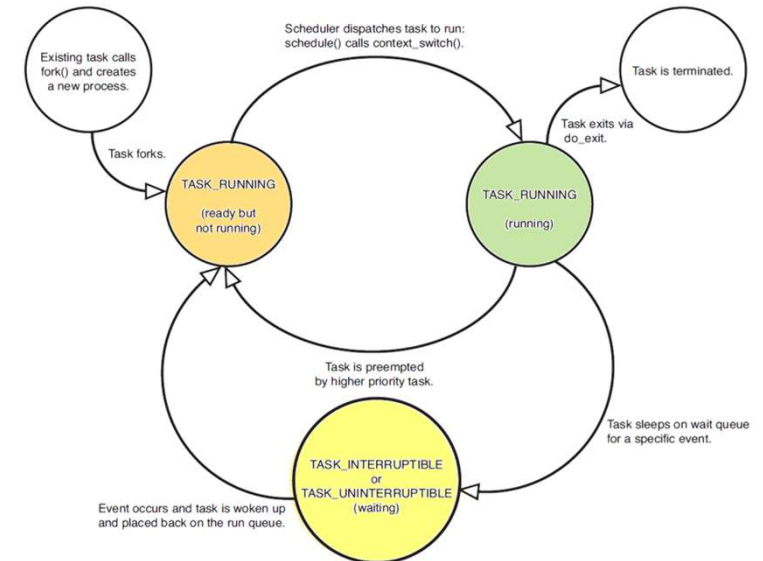 Scheduler dispatches task to run:
schedule() calls context_switch().
Existing task calls
fork() and creates
a new process.
Task is terminated.
Task forks.
Task exits via
do_exit.
TASK_RUNNING
(ready but
not running)
TASK_RUNNING
(running)
Task is preempted
by higher priority task.
Task sleeps on wait queue
for a specific event.
TASK_INTERRUPTIBLE
or
TASK_UNINTERRUPTIBLE
(waiting)
Event occurs and task is woken up
and placed back on the run queue.